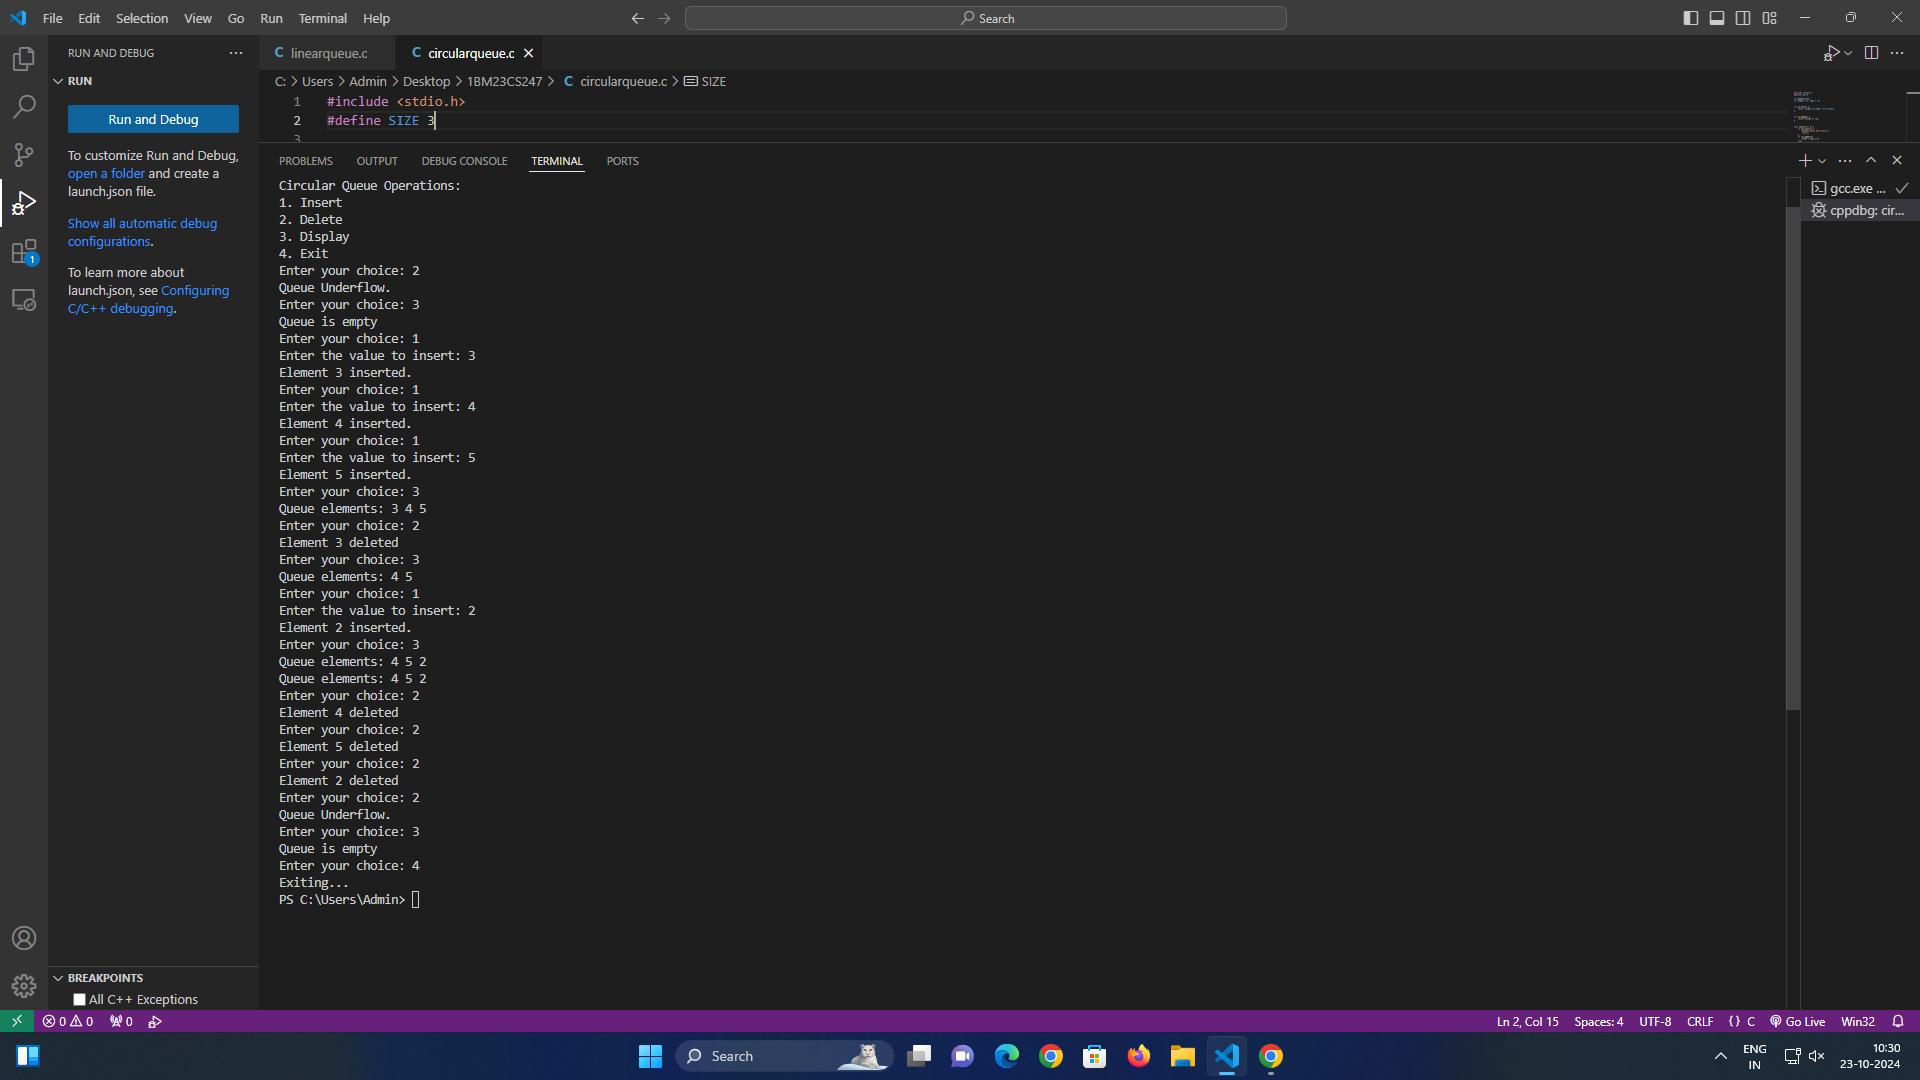 File Edit Selection View Go Run Terminal Help
Search
RUN AND DEBUG
RUN
Run and Debug
To customize Run and Debug,
open a folder and create a
launch.json file.
Show all automatic debug
configurations.
To learn more about
launch.json, see Configuring
C/C++ debugging.
1
BREAKPOINTS
All C++ Exceptions
linearqueue.c
circularqueue.c
C: > Users > Admin > Desktop > 1BM23CS247 > C circularqueue.c > SIZE
1 #include <stdio.h>
2 #define SIZE 3
3
PROBLEMS OUTPUT DEBUG CONSOLE TERMINAL PORTS
gcc.exe ...
cppdbg: cir...
Circular Queue Operations:
1. Insert
2. Delete
3. Display
4. Exit
Enter your choice: 2
Queue Underflow.
Enter your choice: 3
Queue is empty
Enter your choice: 1
Enter the value to insert: 3
Element 3 inserted.
Enter your choice: 1
Enter the value to insert: 4
Element 4 inserted.
Enter your choice: 1
Enter the value to insert: 5
Element 5 inserted.
Enter your choice: 3
Queue elements: 3 4 5
Enter your choice: 2
Element 3 deleted
Enter your choice: 3
Queue elements: 4 5
Enter your choice: 1
Enter the value to insert: 2
Element 2 inserted.
Enter your choice: 3
Queue elements: 4 5 2
Queue elements: 4 5 2
Enter your choice: 2
Element 4 deleted
Enter your choice: 2
Element 5 deleted
Enter your choice: 2
Element 2 deleted
Enter your choice: 2
Queue Underflow.
Enter your choice: 3
Queue is empty
Enter your choice: 4
Exiting...
PS C:\Users\Admin>
0 0 0
Ln 2, Col 15 Spaces: 4 UTF-8 CRLF {} C Go Live Win32
Search
ENG
IN
10:30
23-10-2024